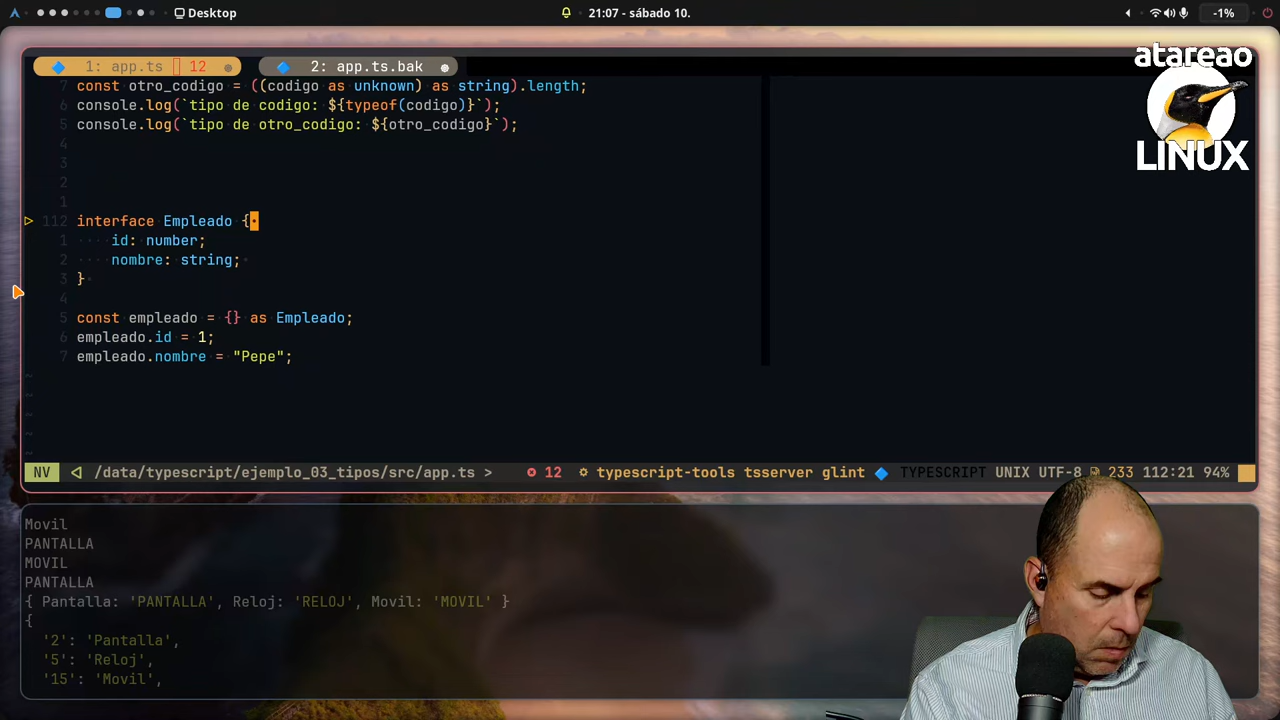 Desktop
21:07 - sábado 10.
-1%
atareao
LINUX
1: app.ts 12
2: app.ts.bak
7 const otro_codigo = ((codigo as unknown) as string).length;
6 console.log(`tipo de codigo: ${typeof(codigo)}`);
5 console.log(`tipo de otro_codigo: ${otro_codigo}`);
4
3
2
1
112 interface Empleado {
1 id: number;
2 nombre: string;
3 }
4
5 const empleado = {} as Empleado;
6 empleado.id = 1;
7 empleado.nombre = "Pepe";
~
~
~
~
~
NV /data/typescript/ejemplo_03_tipos/src/app.ts > 12 typescript-tools tsserver glint TYPESCRIPT UNIX UTF-8 233 112:21 94%
Movil
PANTALLA
MOVIL
PANTALLA
{ Pantalla: 'PANTALLA', Reloj: 'RELOJ', Movil: 'MOVIL' }
{
'2': 'Pantalla',
'5': 'Reloj',
'15': 'Movil',